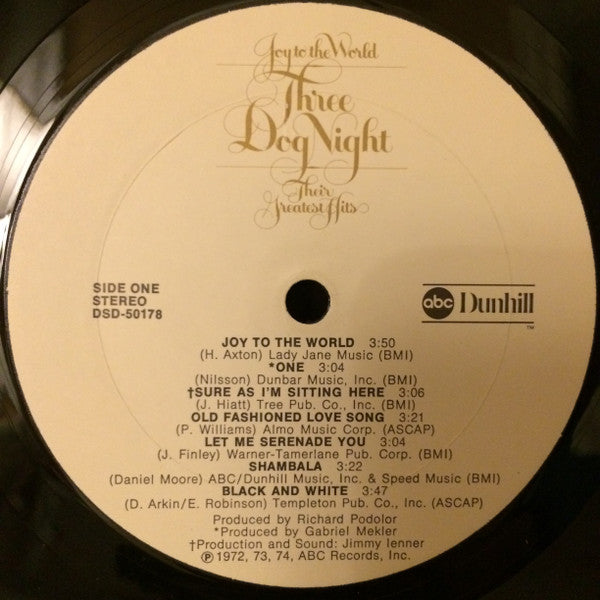 Joy to the World
Three
Dog Night
Their
Greatest Hits
SIDE ONE
STEREO
DSD-50178
abc Dunhill
TM
JOY TO THE WORLD 3:50
(H. Axton) Lady Jane Music (BMI)
*ONE 3:04
(Nilsson) Dunbar Music, Inc. (BMI)
†SURE AS I'M SITTING HERE 3:06
(J. Hiatt) Tree Pub. Co., Inc. (BMI)
OLD FASHIONED LOVE SONG 3:21
(P. Williams) Almo Music Corp. (ASCAP)
LET ME SERENADE YOU 3:04
(J. Finley) Warner-Tamerlane Pub. Corp. (BMI)
SHAMBALA 3:22
(Daniel Moore) ABC/Dunhill Music, Inc. & Speed Music (BMI)
BLACK AND WHITE 3:47
(D. Arkin/E. Robinson) Templeton Pub. Co., Inc. (ASCAP)
Produced by Richard Podolor
*Produced by Gabriel Mekler
†Production and Sound: Jimmy Ienner
℗1972, 73, 74, ABC Records, Inc.